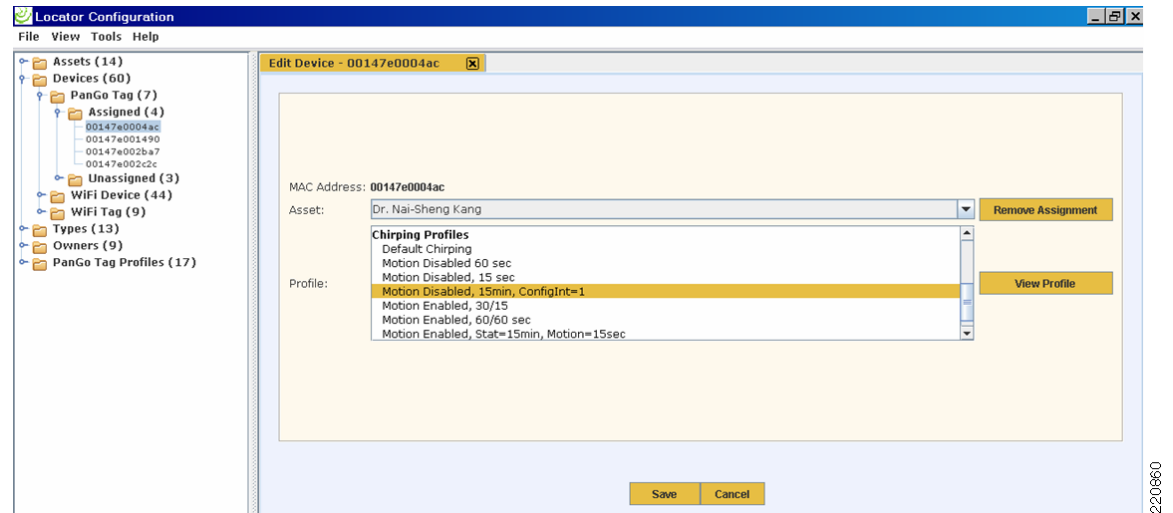 Locator Configuration
File View Tools Help
Assets (14)
Devices (60)
PanGo Tag (7)
Assigned (4)
00147e0004ac
00147e001490
00147e002ba7
00147e002c2c
Unassigned (3)
WiFi Device (44)
WiFi Tag (9)
Types (13)
Owners (9)
PanGo Tag Profiles (17)
Edit Device - 00147e0004ac
MAC Address: 00147e0004ac
Asset: Dr. Nai-Sheng Kang Remove Assignment
Chirping Profiles
Default Chirping
Motion Disabled 60 sec
Motion Disabled, 15 sec
Profile: View Profile
Motion Disabled, 15min, ConfigInt=1
Motion Enabled, 30/15
Motion Enabled, 60/60 sec
Motion Enabled, Stat=15min, Motion=15sec
Save Cancel
220860